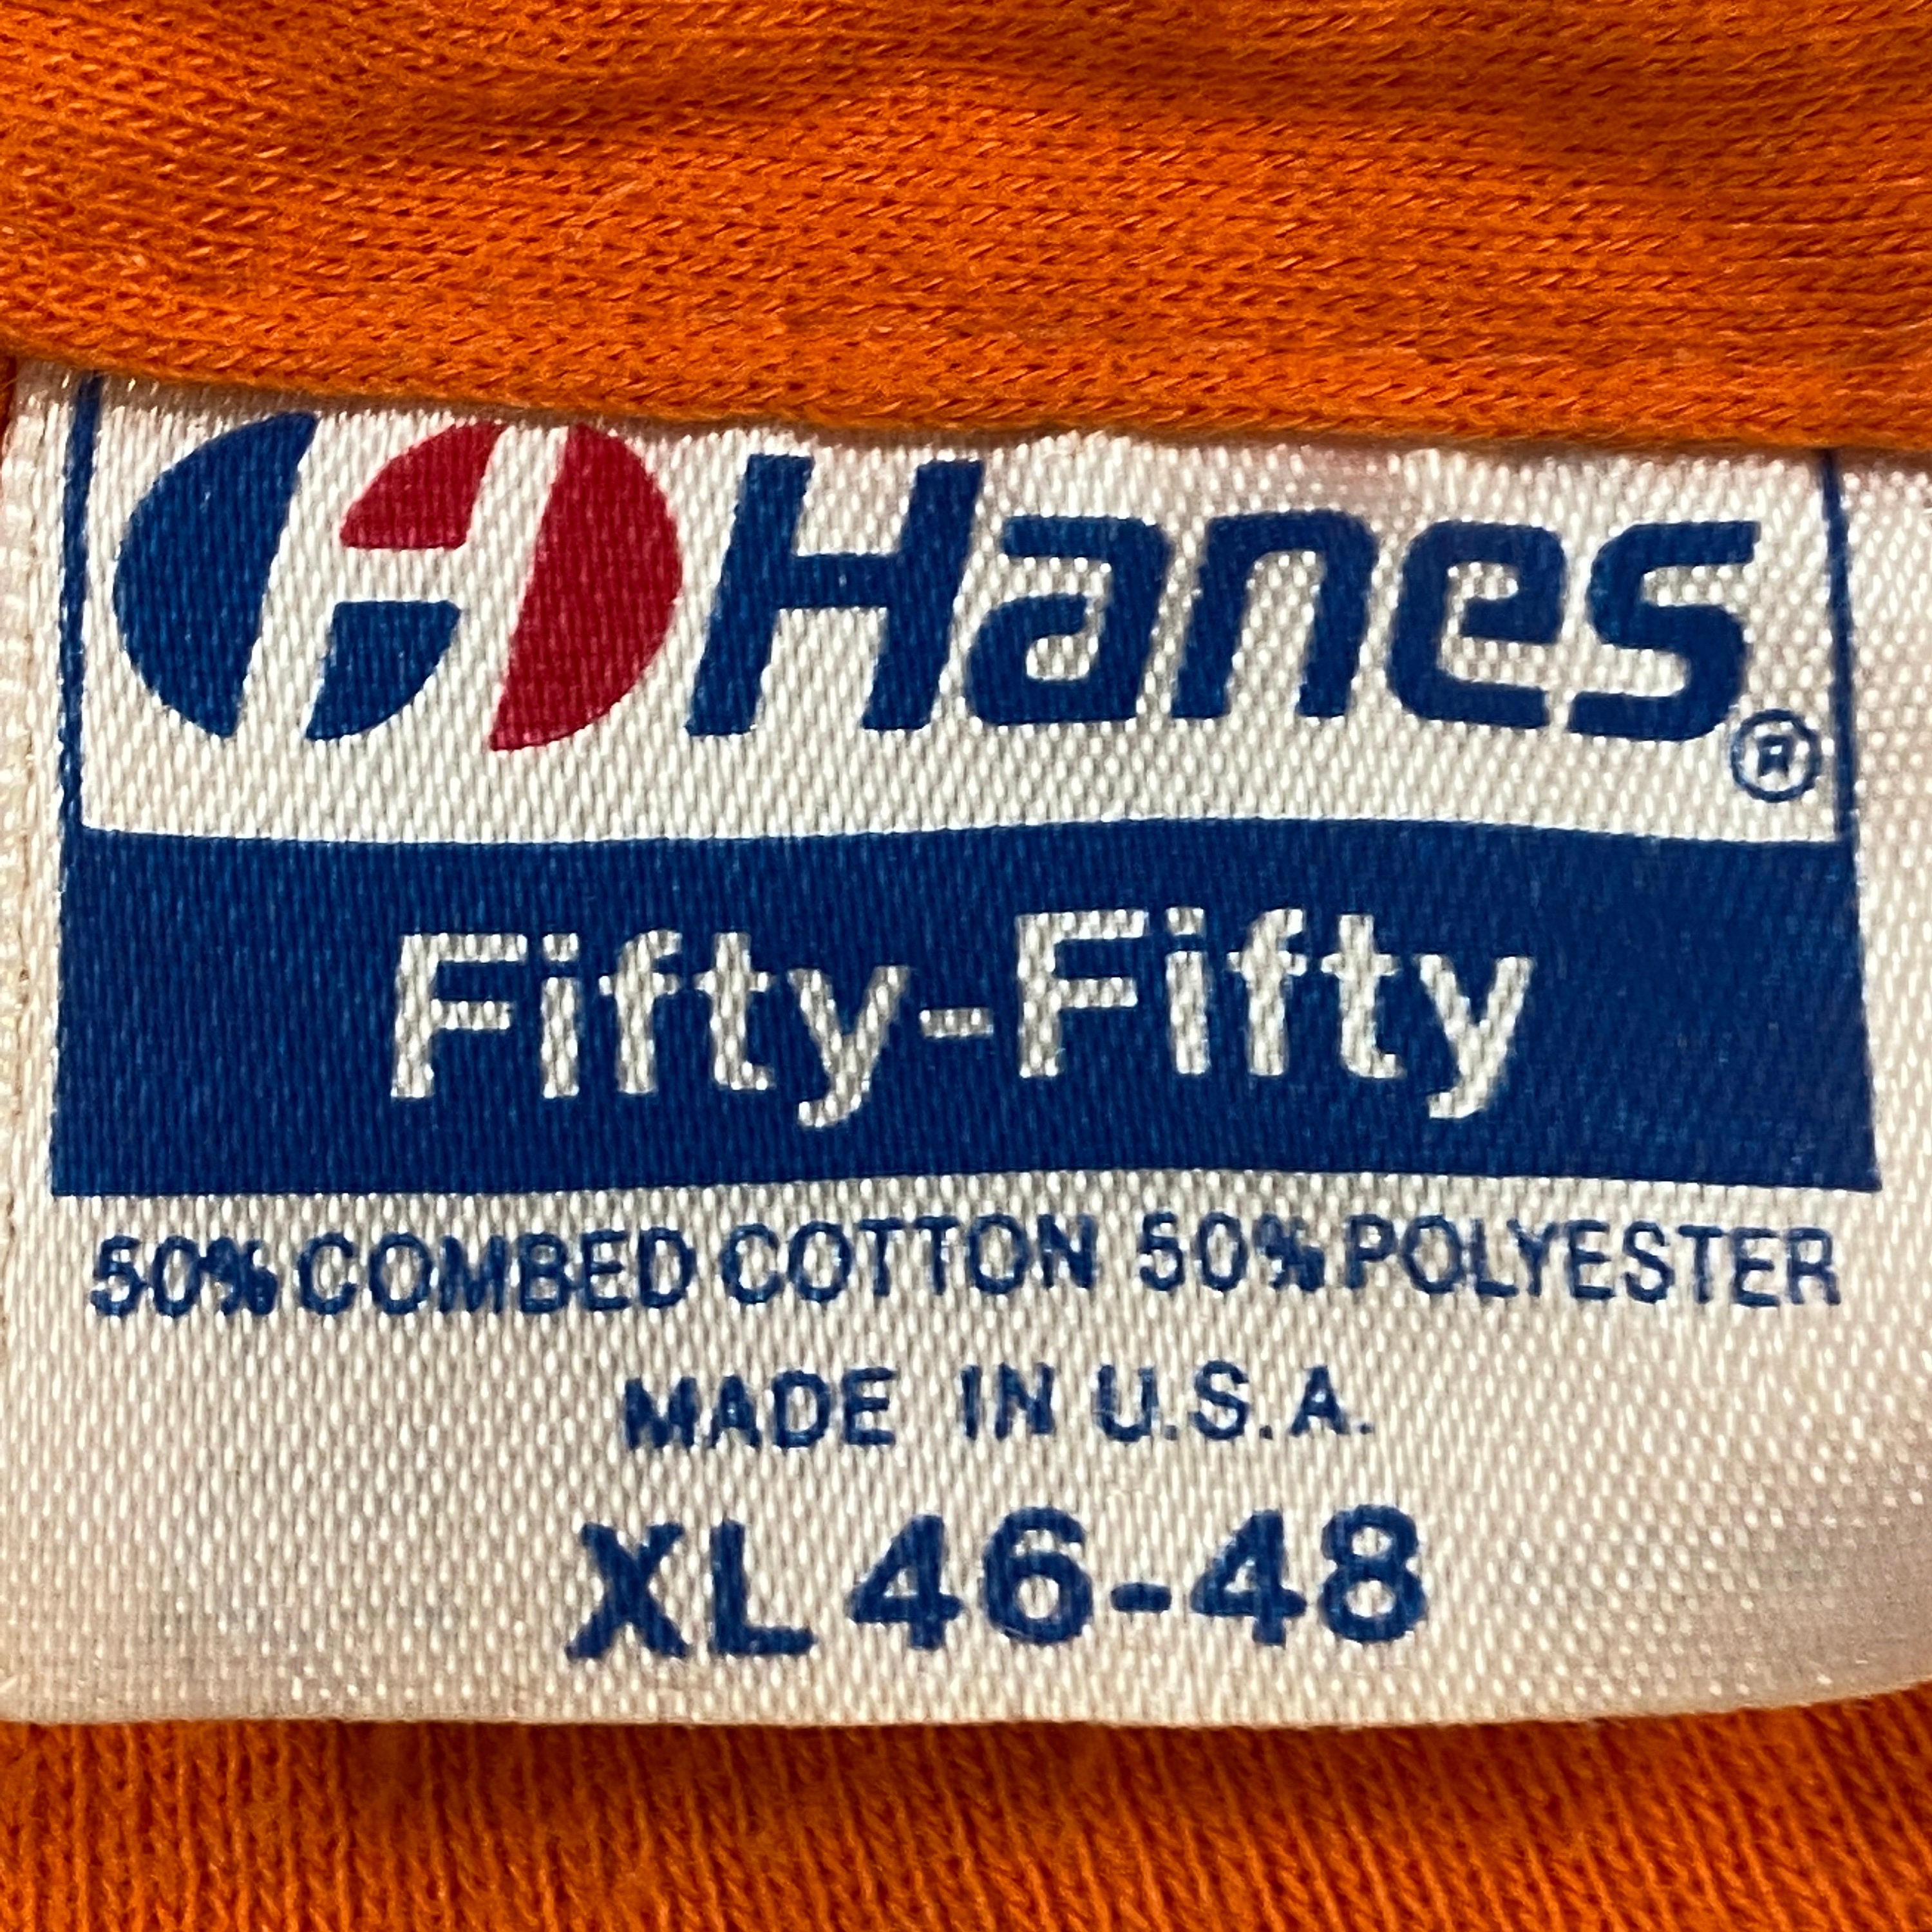 Hanes®
Fifty-Fifty
50% COMBED COTTON 50% POLYESTER
MADE IN U.S.A.
XL 46-48